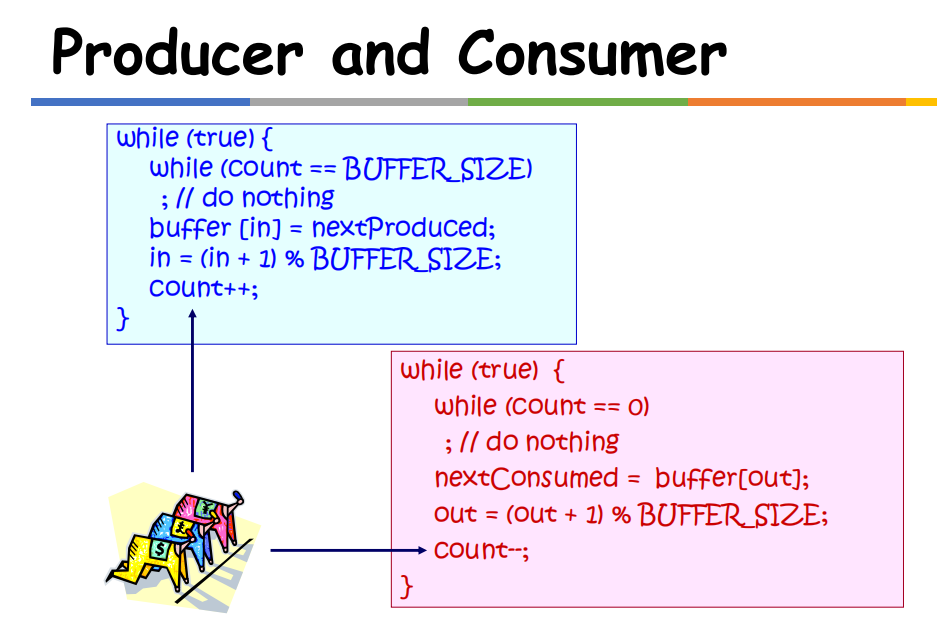 Producer and Consumer
while (true) {
while (count == BUFFER_SIZE)
; // do nothing
buffer [in] = nextProduced;
in = (in + 1) % BUFFER_SIZE;
count++;
}
while (true) {
while (count == 0)
; // do nothing
nextConsumed = buffer[out];
out = (out + 1) % BUFFER_SIZE;
count--;
}
¥
£
$